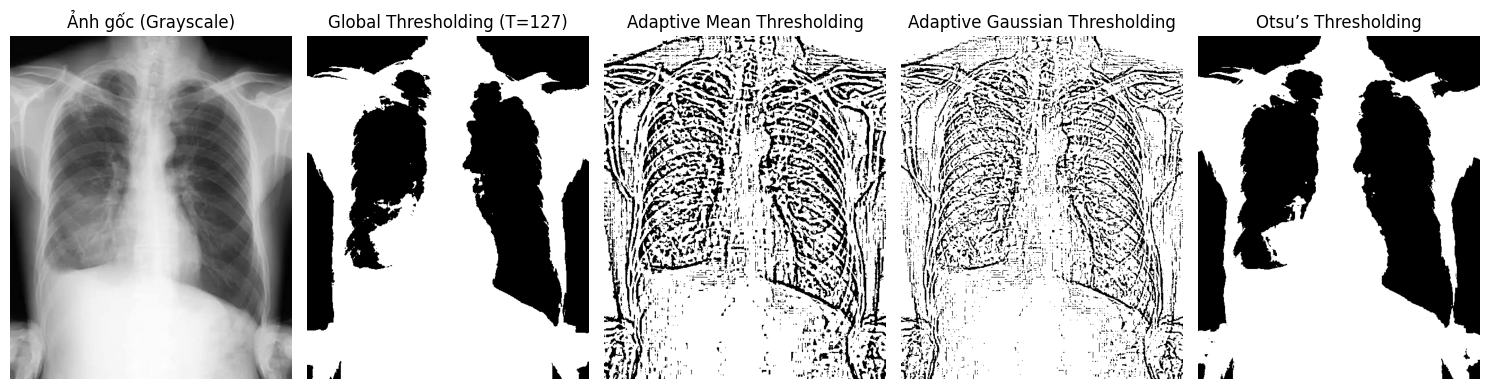 Ảnh gốc (Grayscale)
Global Thresholding (T=127)
Adaptive Mean Thresholding
Adaptive Gaussian Thresholding
Otsu’s Thresholding